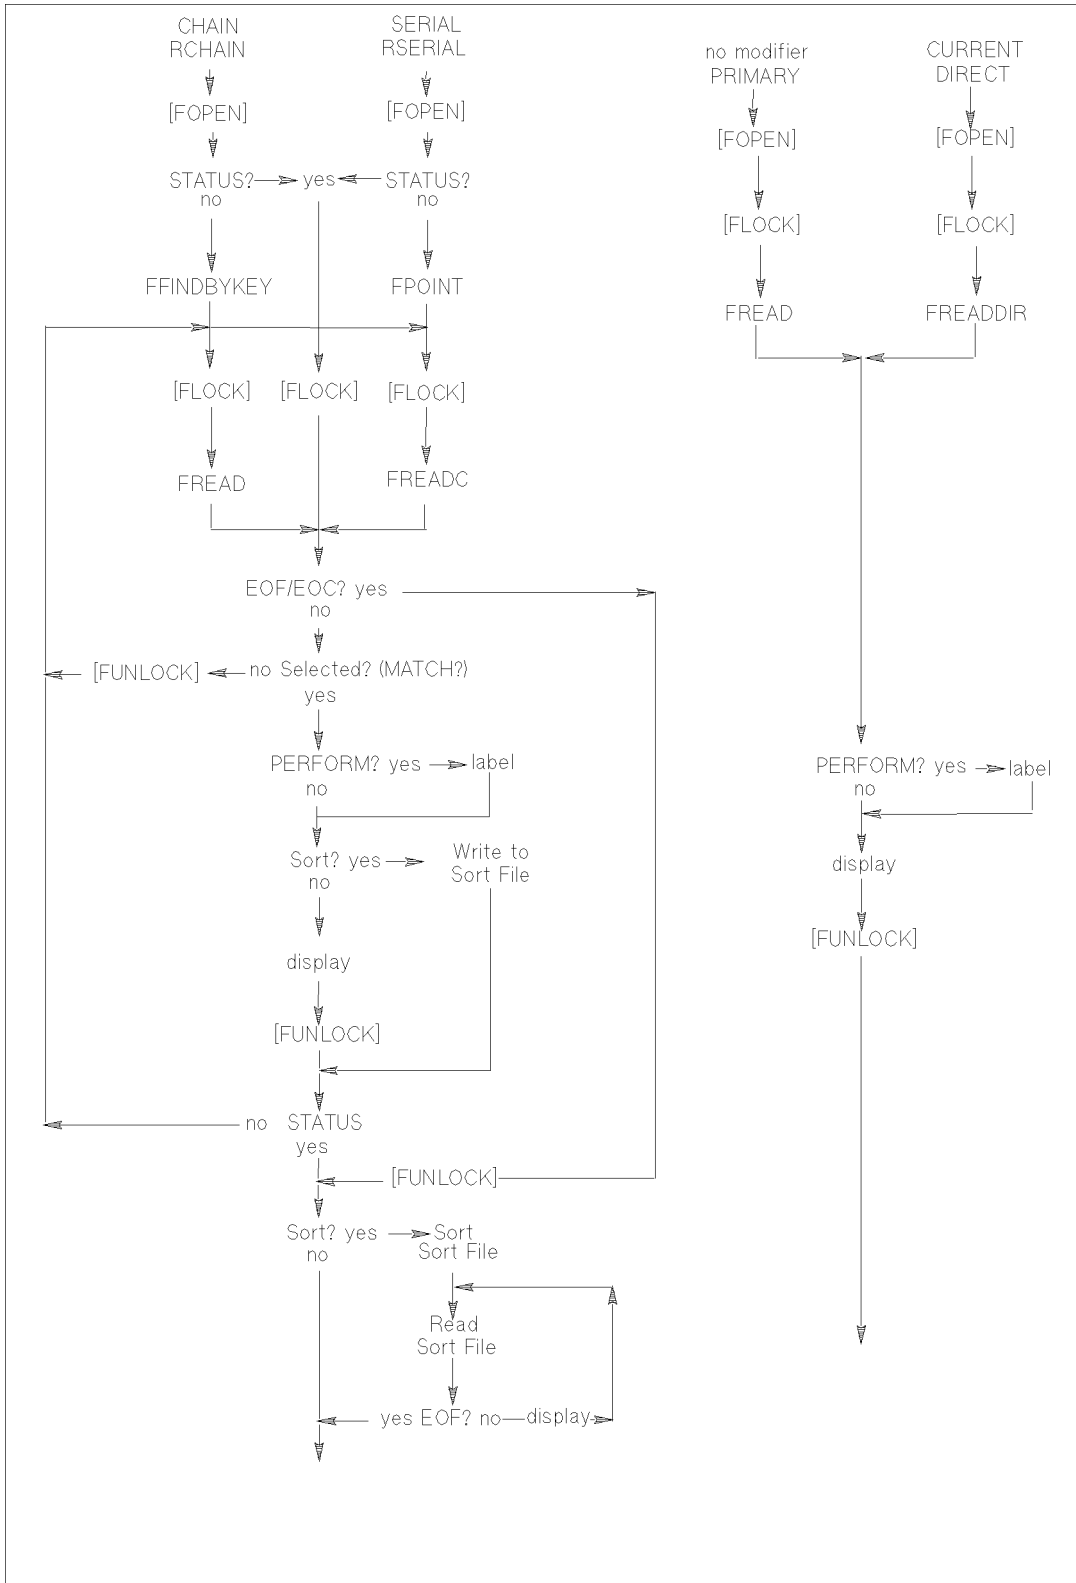 CHAIN
RCHAIN
SERIAL
RSERIAL
no modifier
PRIMARY
CURRENT
DIRECT
[FOPEN]
[FOPEN]
[FOPEN]
[FOPEN]
STATUS?
no
yes
STATUS?
no
[FLOCK]
[FLOCK]
FFINDBYKEY
FPOINT
FREAD
FREADDIR
[FLOCK]
[FLOCK]
[FLOCK]
FREAD
FREADC
EOF/EOC? yes
no
[FUNLOCK]
no Selected? (MATCH?)
yes
PERFORM? yes
label
no
PERFORM? yes
label
no
Sort? yes
no
Write to
Sort File
display
[FUNLOCK]
display
[FUNLOCK]
no STATUS
yes
[FUNLOCK]
Sort? yes
no
Sort
Sort File
Read
Sort File
yes EOF? no
display